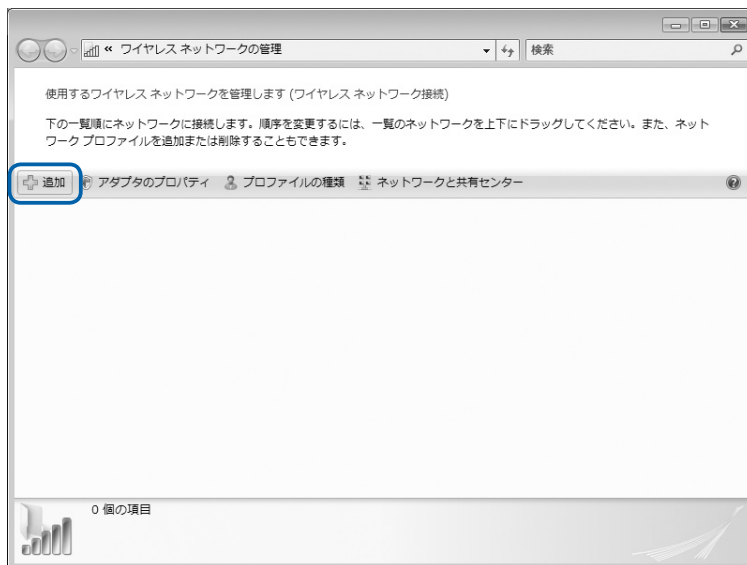 « ワイヤレス ネットワークの管理
検索
使用するワイヤレス ネットワークを管理します (ワイヤレス ネットワーク接続)
下の一覧順にネットワークに接続します。順序を変更するには、一覧のネットワークを上下にドラッグしてください。また、ネット
ワーク プロファイルを追加または削除することもできます。
追加 アダプタのプロパティ プロファイルの種類 ネットワークと共有センター
0 個の項目